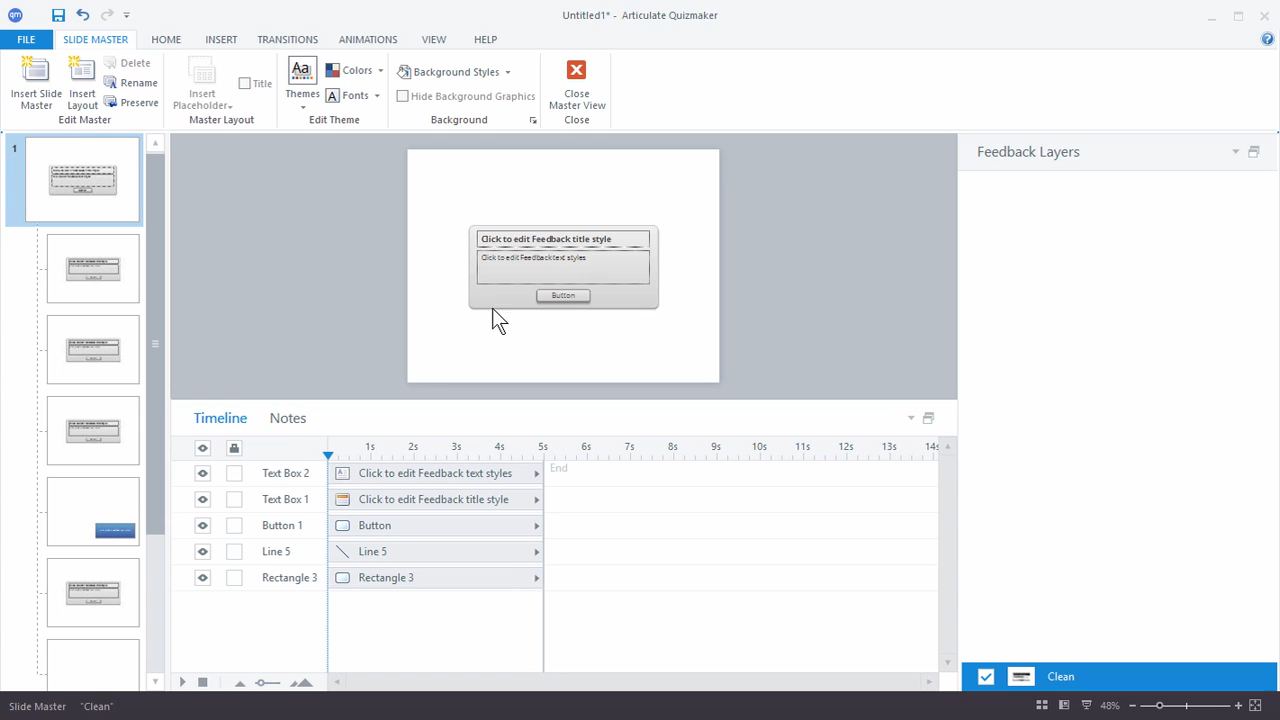 qm
Untitled1* - Articulate Quizmaker
FILE
SLIDE MASTER
HOME
INSERT
TRANSITIONS
ANIMATIONS
VIEW
HELP
Insert Slide Master
Insert Layout
Delete
Rename
Preserve
Edit Master
Insert Placeholder
Title
Master Layout
Aa
Themes
Colors
A Fonts
Edit Theme
Background Styles
Hide Background Graphics
Background
Close Master View
Close
1
Click to edit Feedback title style
Click to edit Feedback text styles
Button
Feedback Layers
Timeline
Notes
1s 2s 3s 4s 5s 6s 7s 8s 9s 10s 11s 12s 13s 14s
Text Box 2
Click to edit Feedback text styles
End
Text Box 1
Click to edit Feedback title style
Button 1
Button
Line 5
Line 5
Rectangle 3
Rectangle 3
Clean
Slide Master
"Clean"
48%